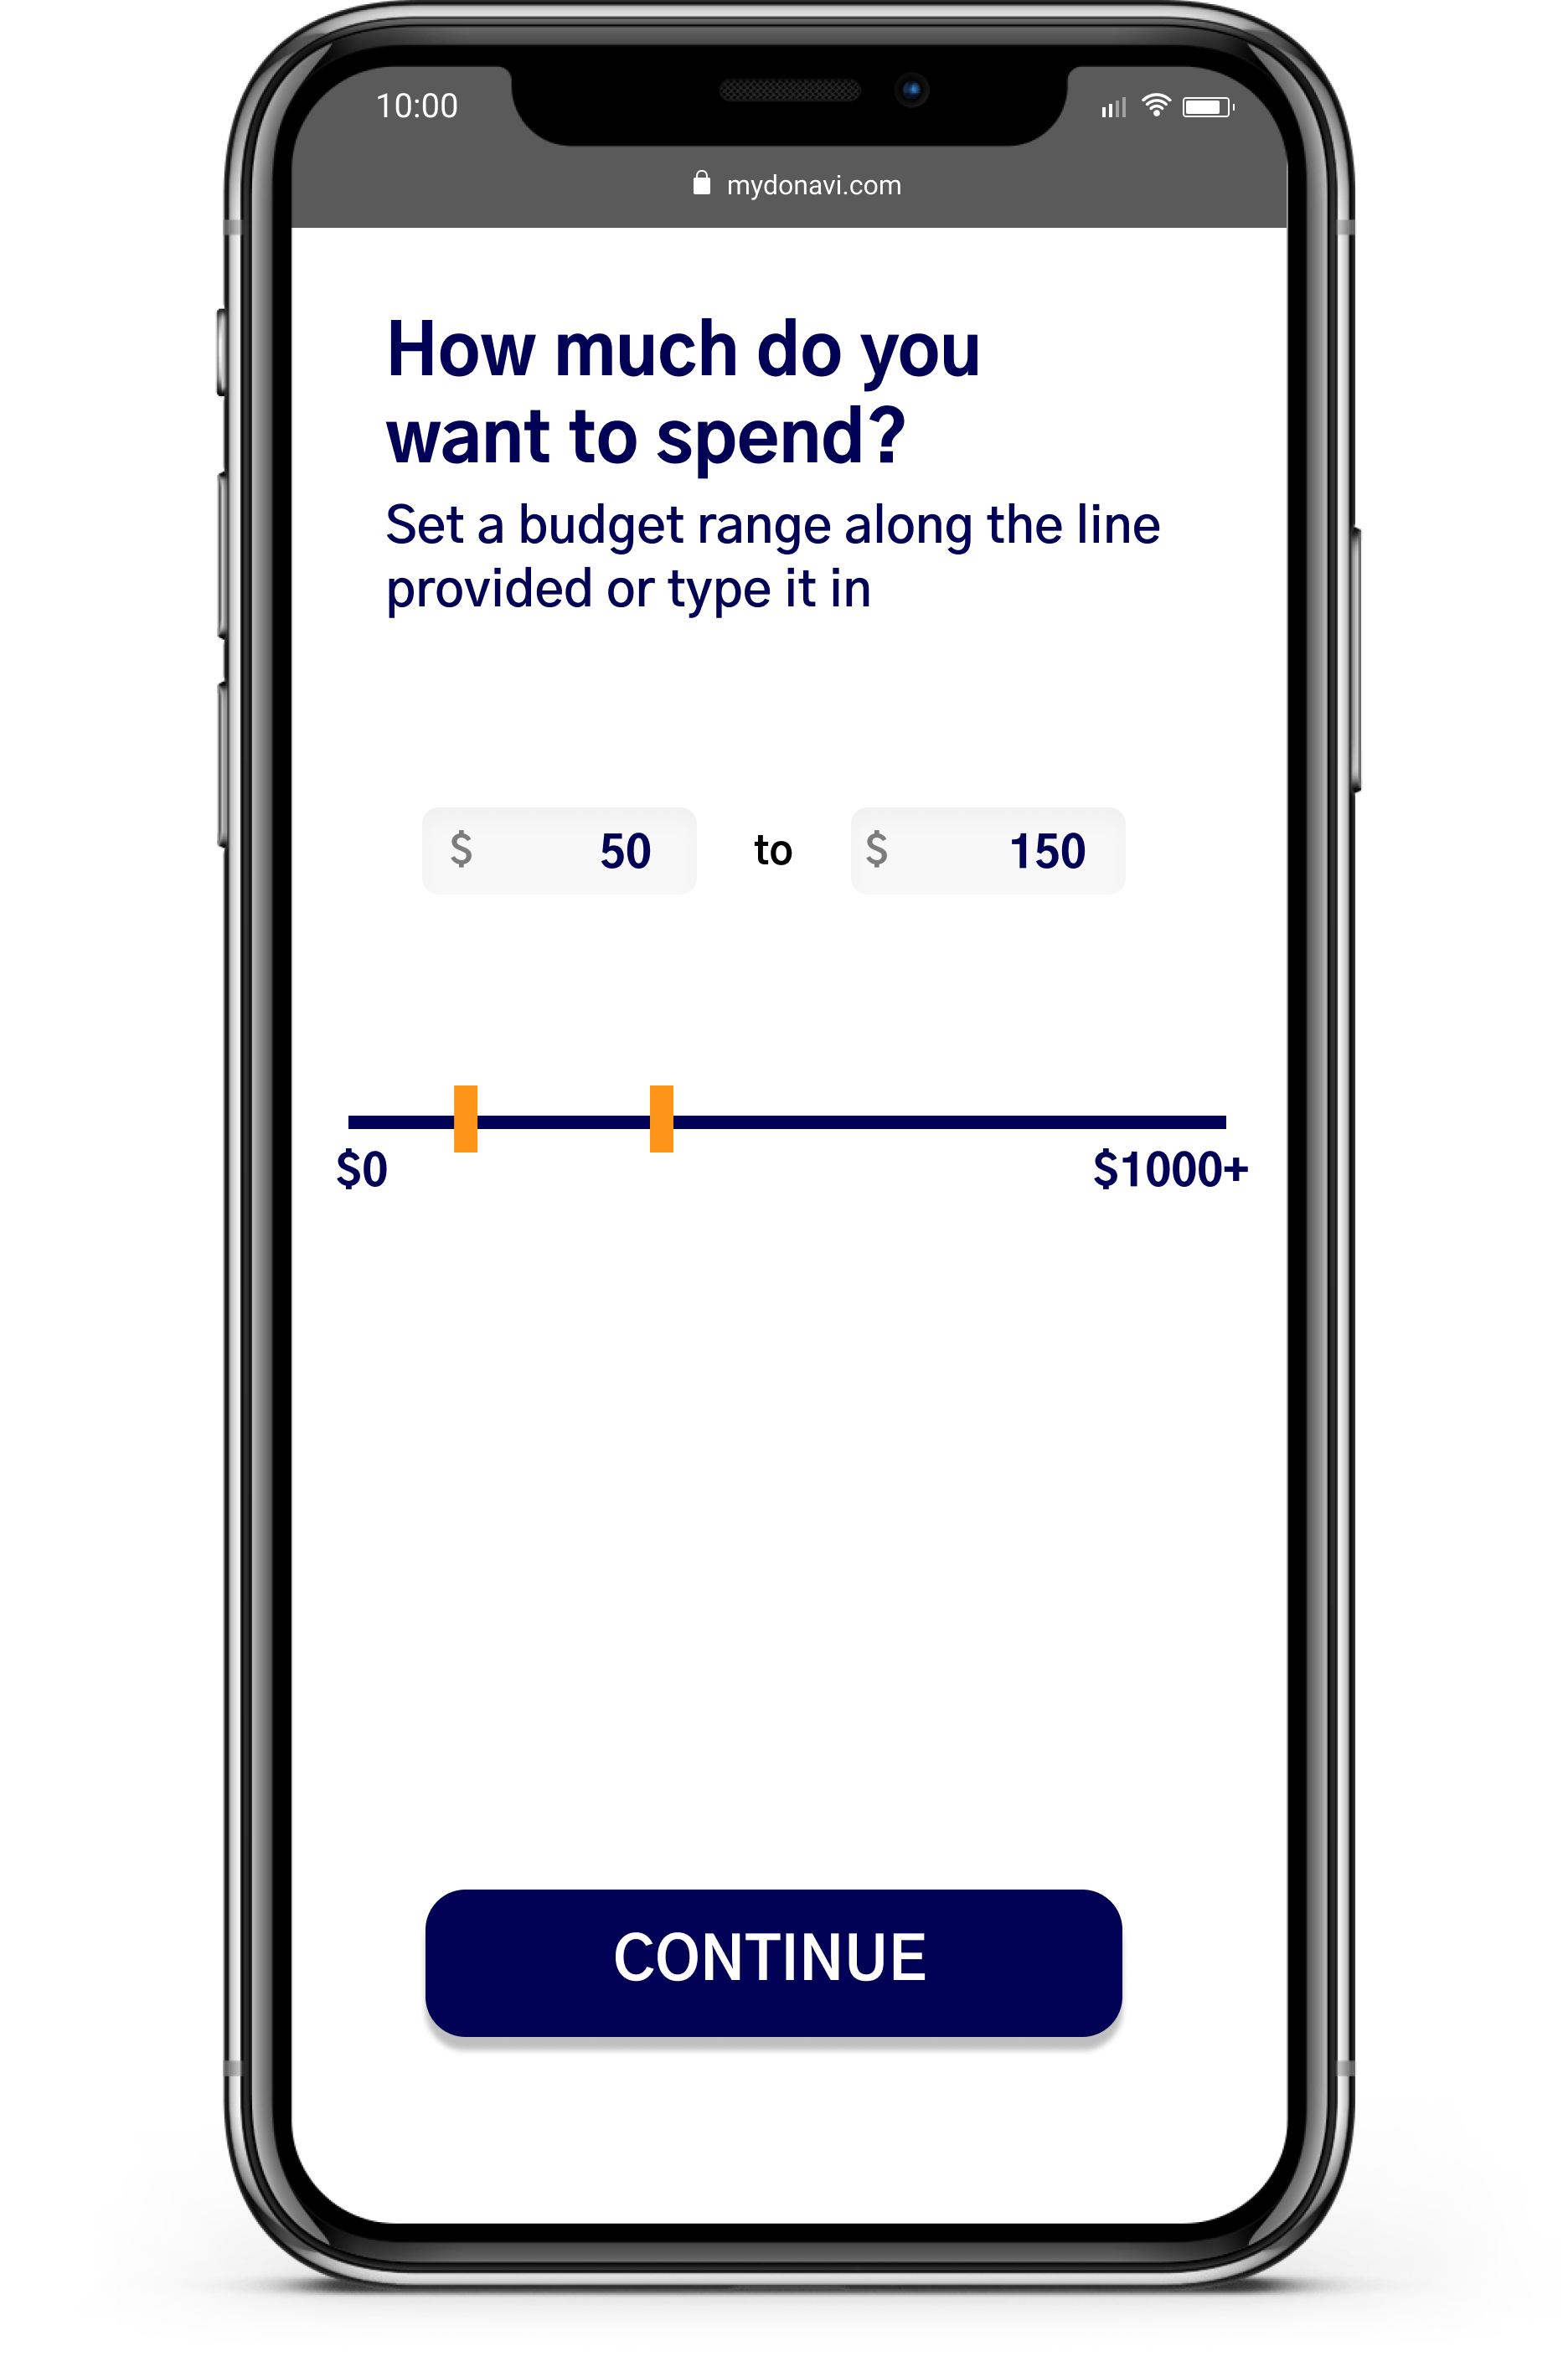 10:00
mydonavi.com
How much do you
want to spend?
Set a budget range along the line
provided or type it in
$ 50 to $ 150
$0 $1000+
CONTINUE